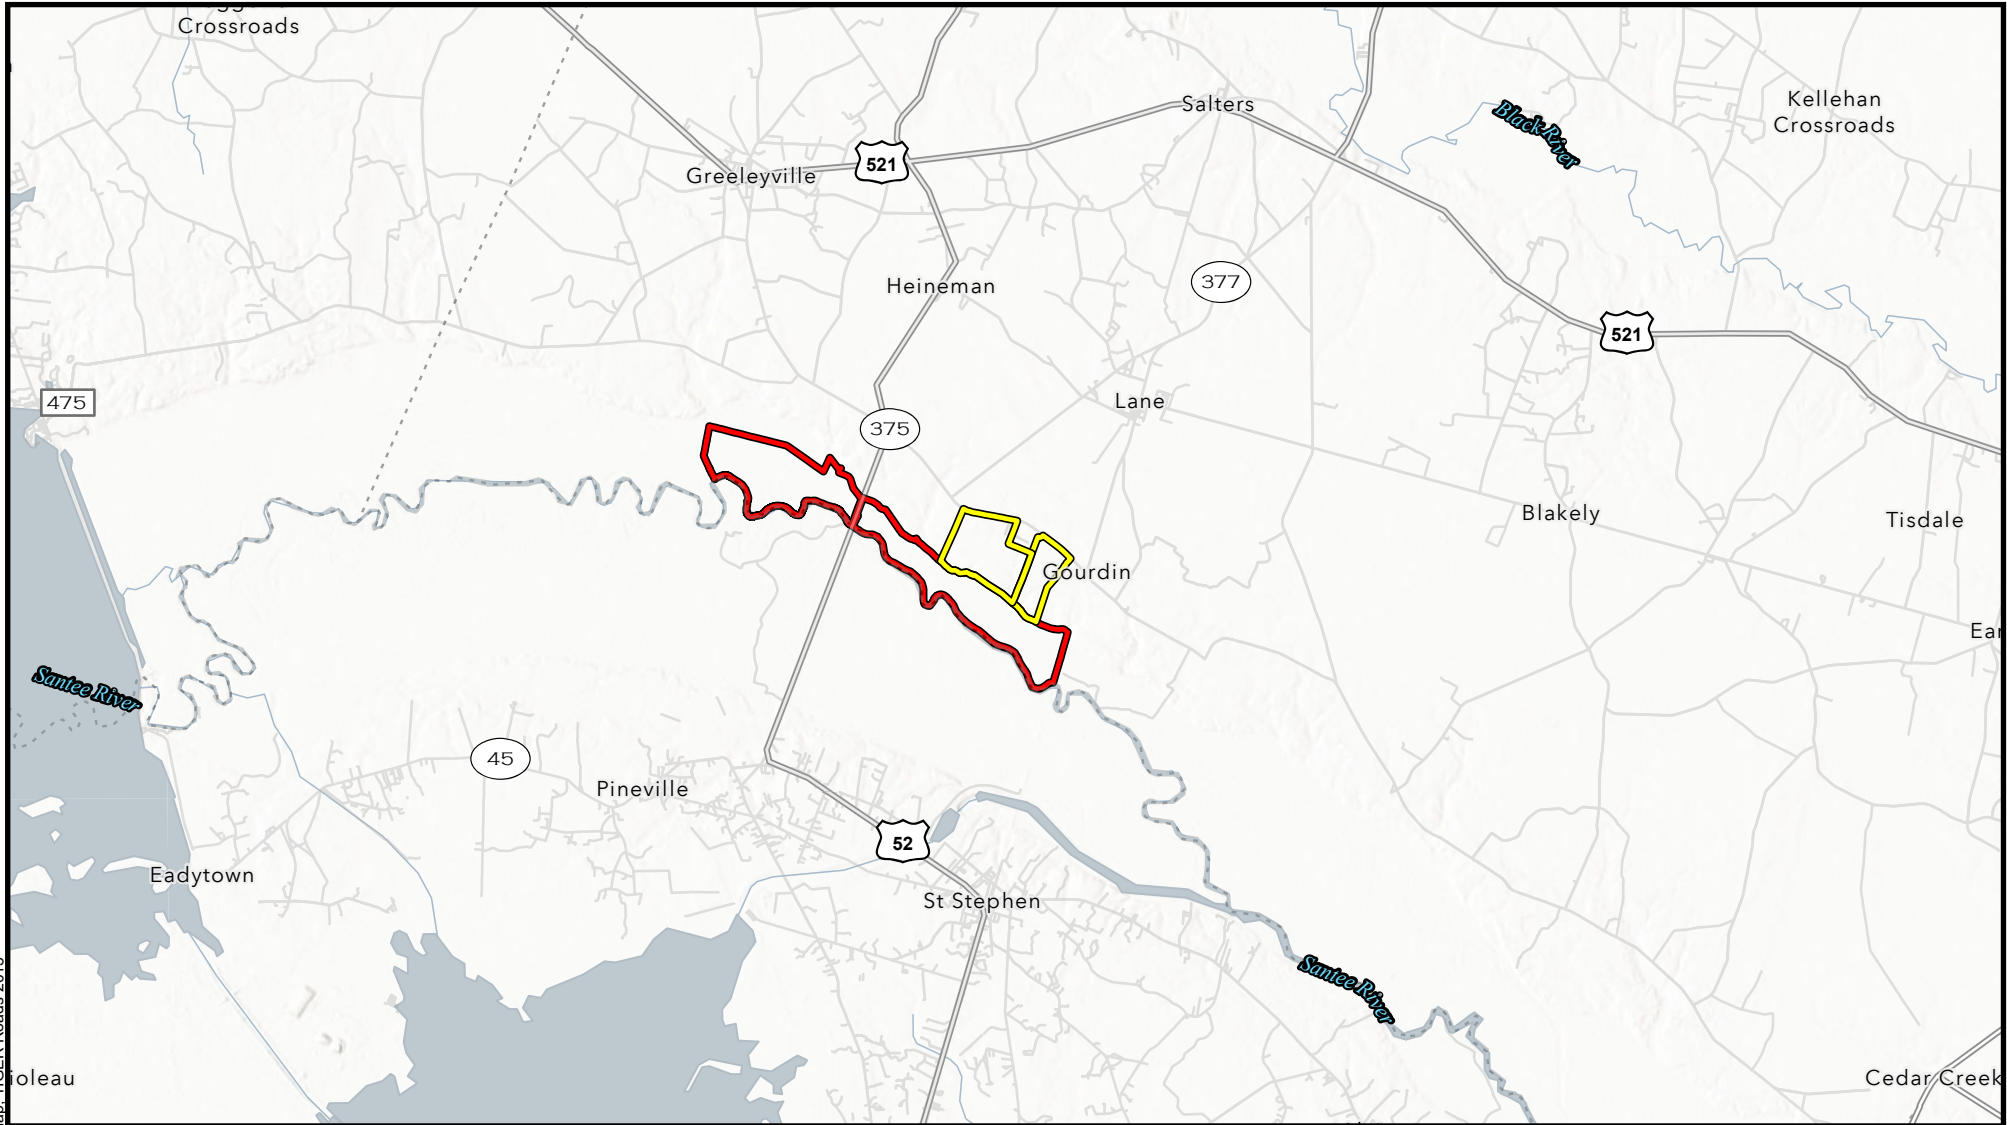 Crossroads
Kellehan
Crossroads
Salters
Black River
521
Greeleyville
Heineman
377
521
475
Lane
375
Blakely
Tisdale
Gourdin
Santee River
45
Pineville
52
Eadytown
St Stephen
Santee River
Cedar Creek